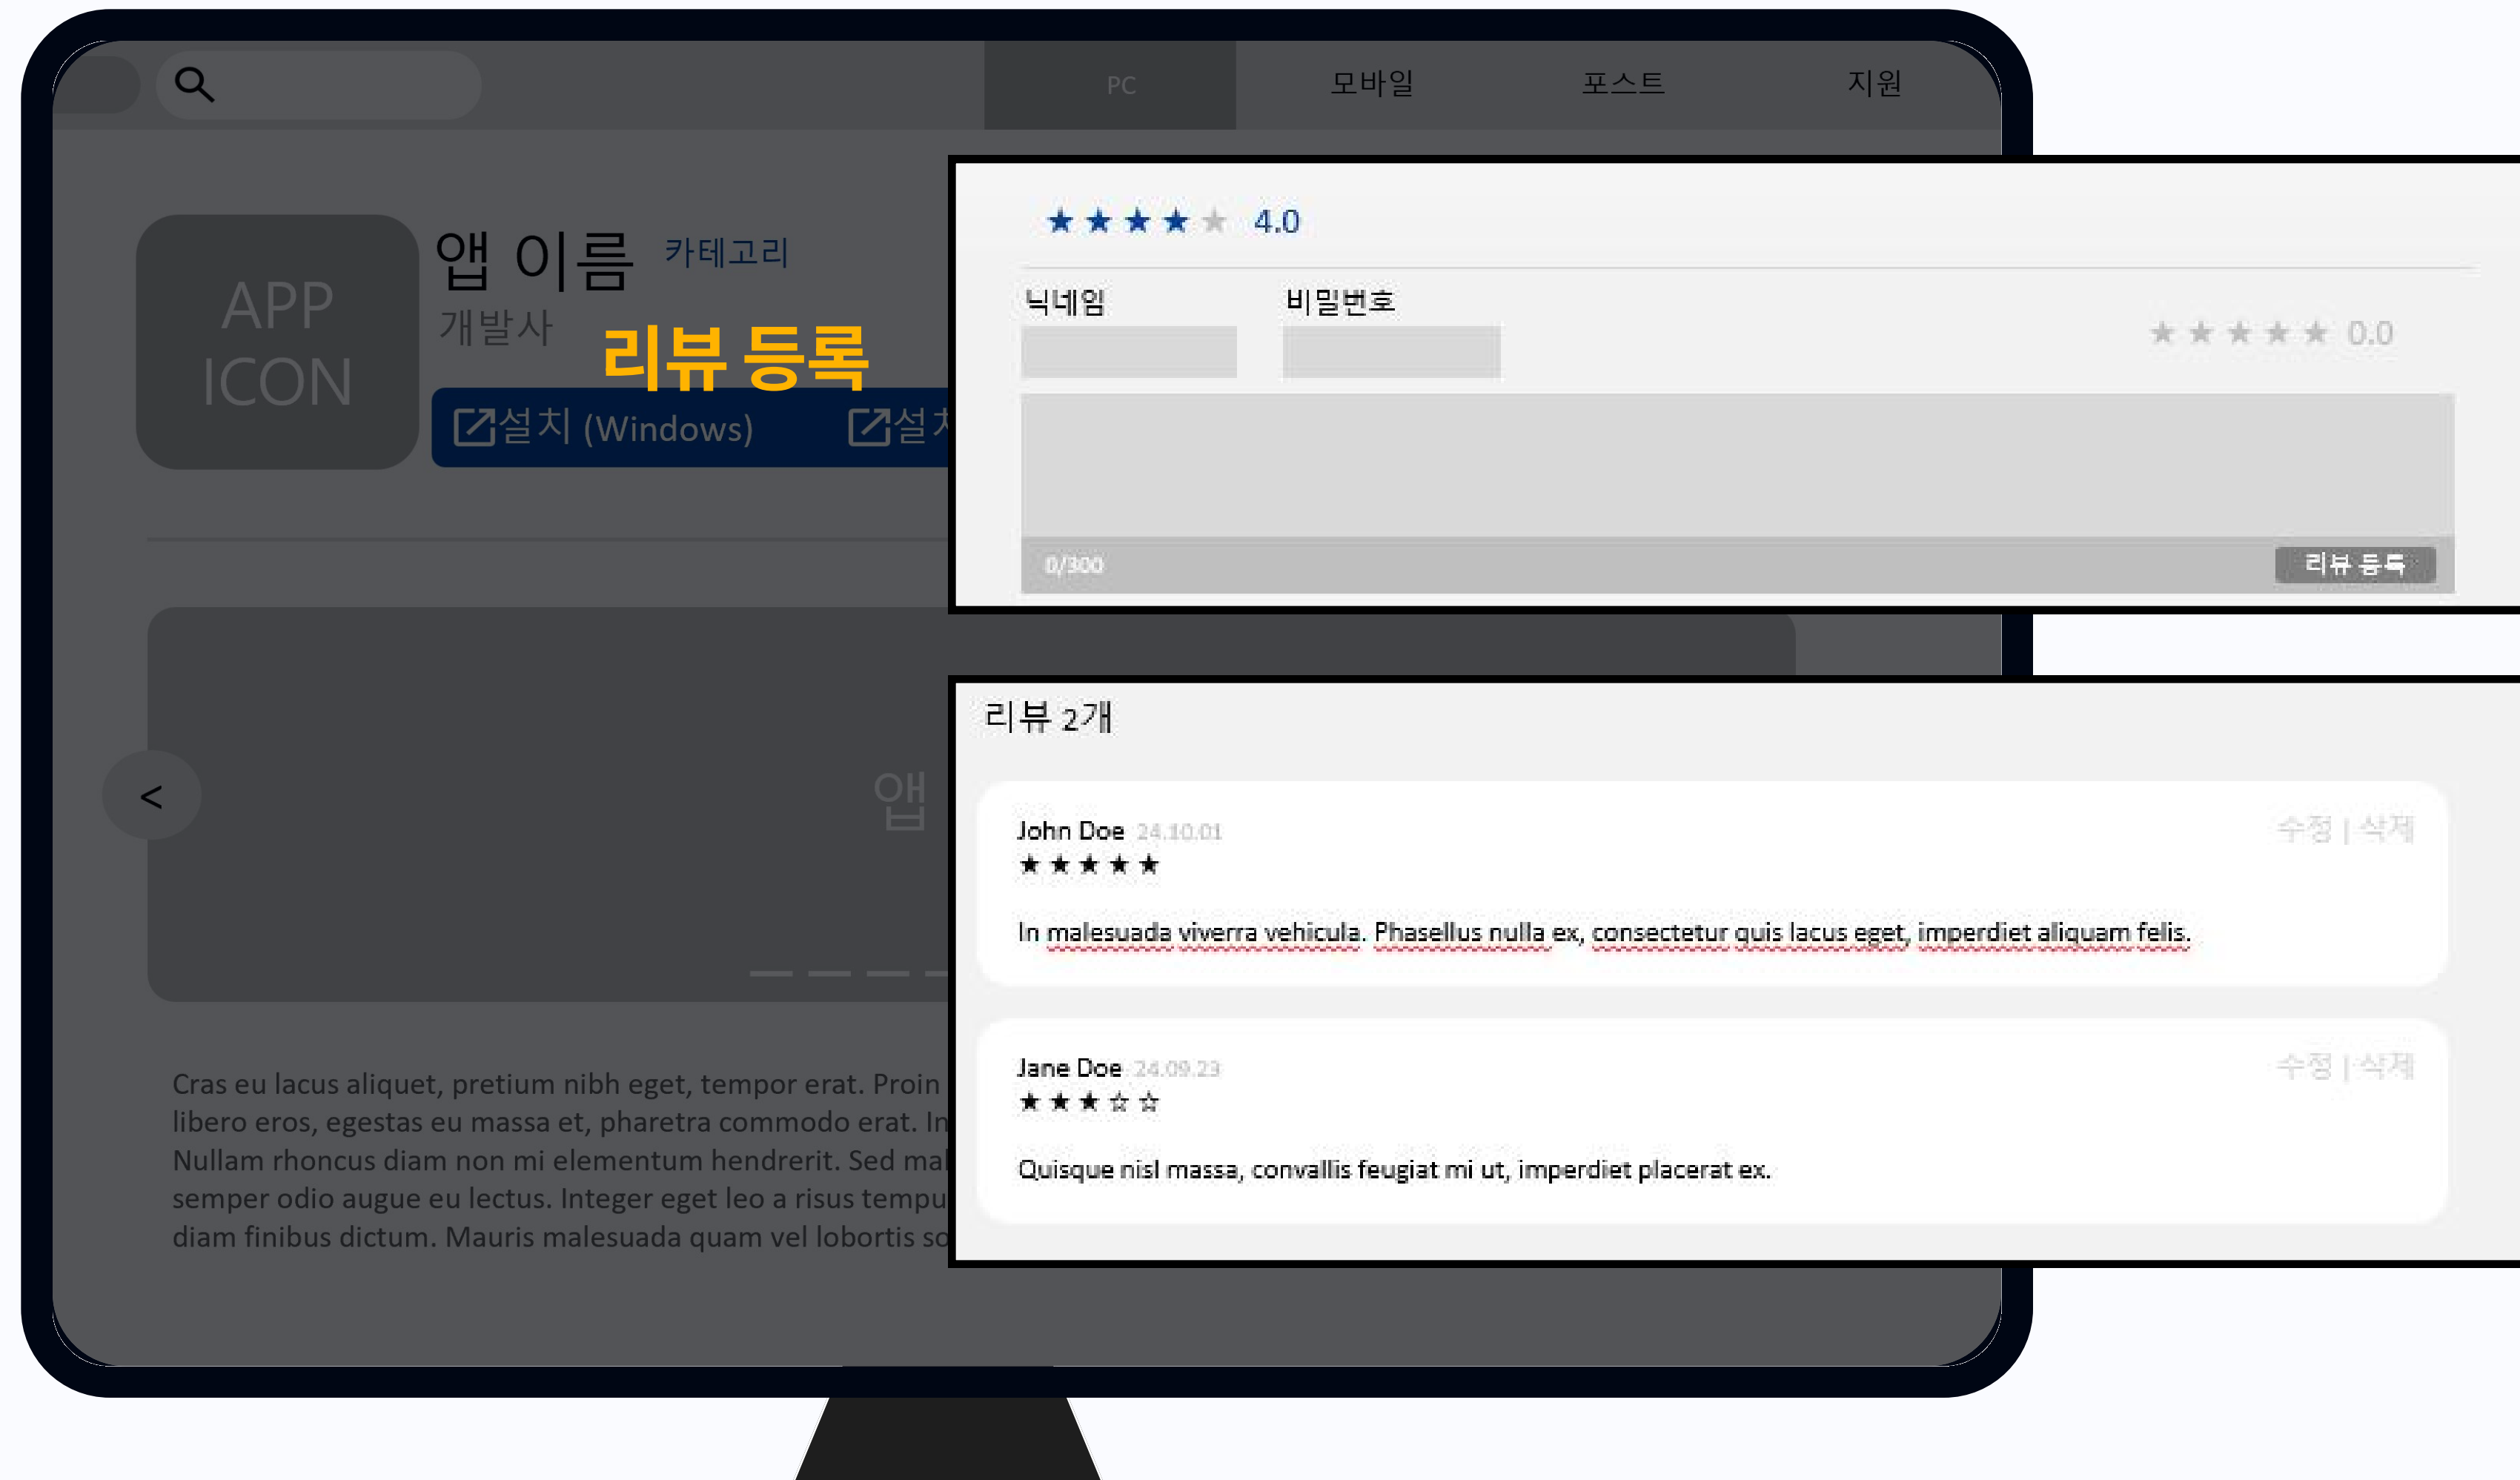 PC
모바일
포스트
지원
APP
ICON
앱 이름 카테고리
개발사
리뷰 등록
설치 (Windows)
설치
<
앱
Cras eu lacus aliquet, pretium nibh eget, tempor erat. Proin
libero eros, egestas eu massa et, pharetra commodo erat. In
Nullam rhoncus diam non mi elementum hendrerit. Sed mal
semper odio augue eu lectus. Integer eget leo a risus tempu
diam finibus dictum. Mauris malesuada quam vel lobortis so
★★★★★ 4.0
닉네임
비밀번호
★★★★★ 0.0
0/300
리뷰 등록
리뷰 2개
John Doe 24.10.01
수정 | 삭제
★★★★★
In malesuada viverra vehicula. Phasellus nulla ex, consectetur quis lacus eget, imperdiet aliquam felis.
Jane Doe 24.09.23
수정 | 삭제
★★★☆☆
Quisque nisl massa, convallis feugiat mi ut, imperdiet placerat ex.